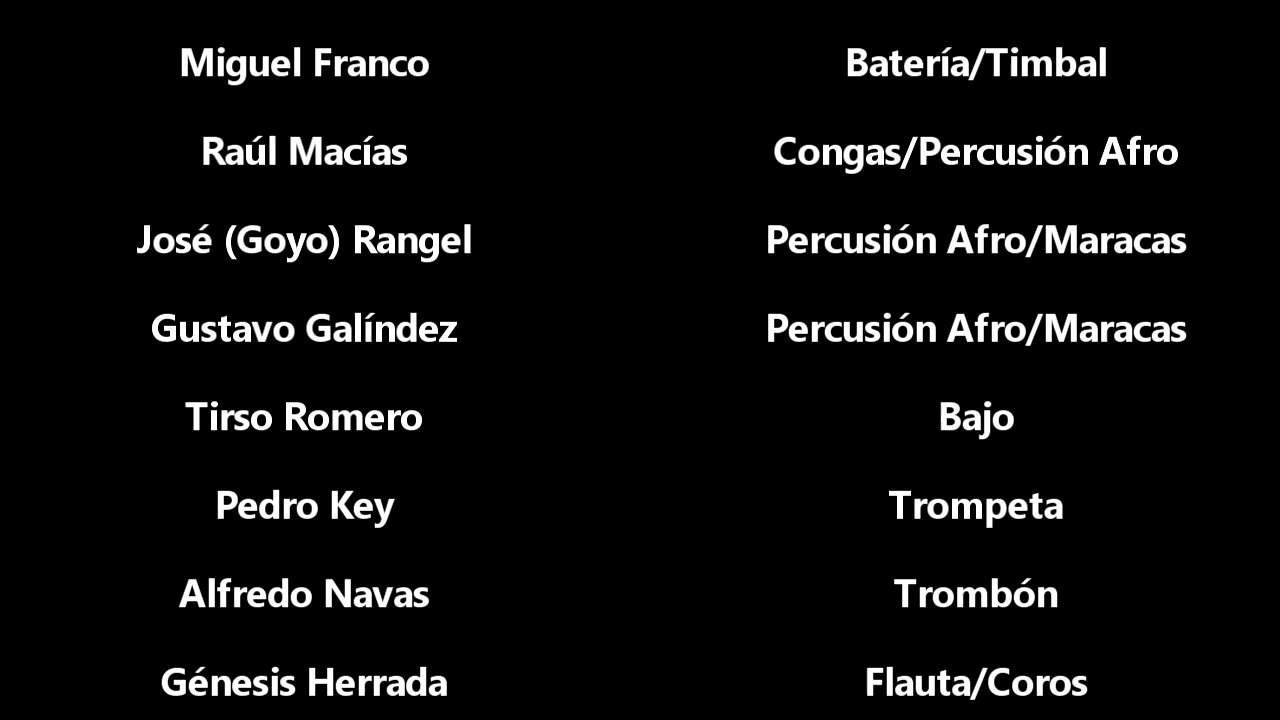 Miguel Franco Batería/Timbal
Raúl Macías Congas/Percusión Afro
José (Goyo) Rangel Percusión Afro/Maracas
Gustavo Galíndez Percusión Afro/Maracas
Tirso Romero Bajo
Pedro Key Trompeta
Alfredo Navas Trombón
Génesis Herrada Flauta/Coros